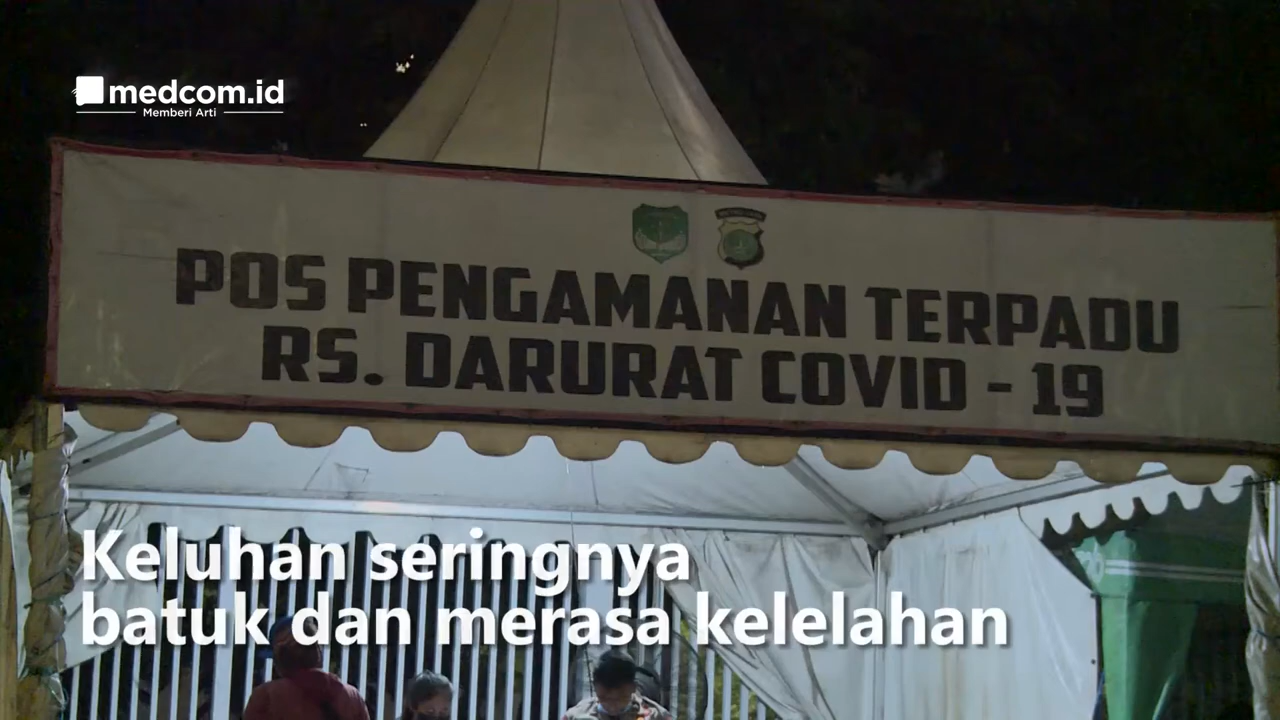 medcom.id
Memberi Arti
POS PENGAMANAN TERPADU
RS. DARURAT COVID - 19
Keluhan seringnya
batuk dan merasa kelelahan